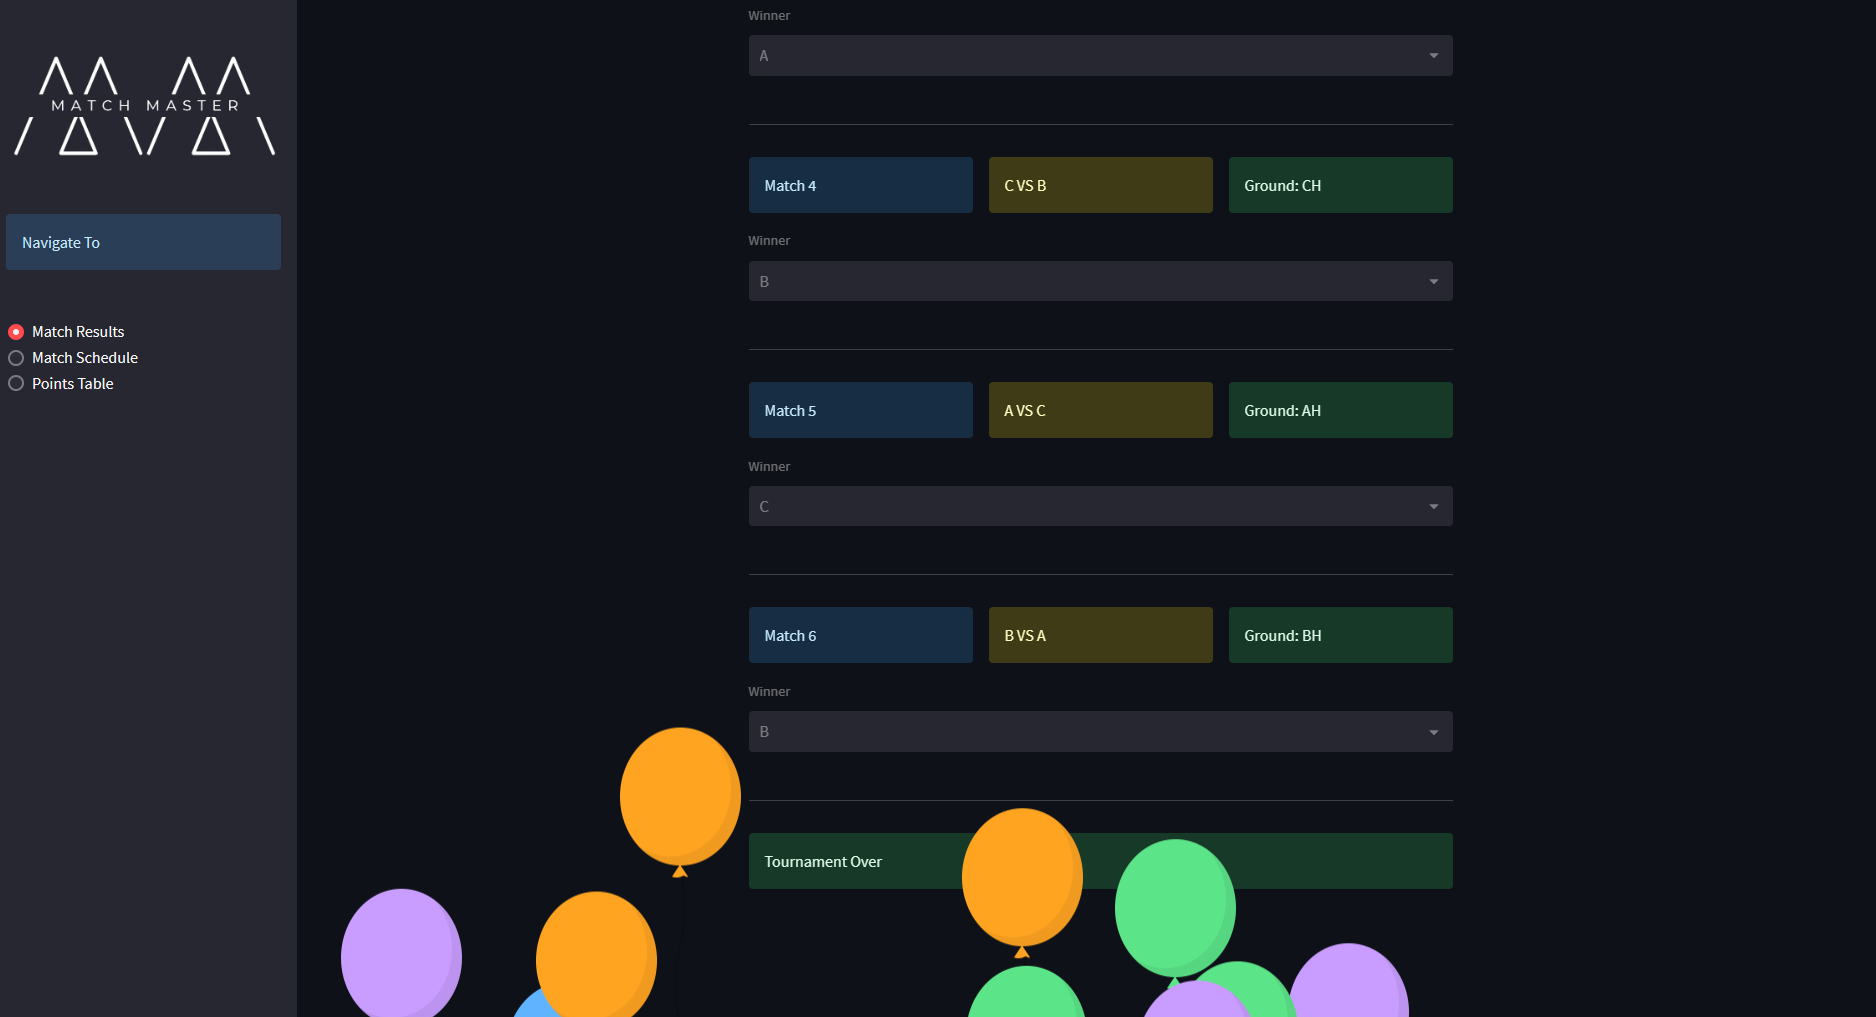 MATCH MASTER
Navigate To
Match Results
Match Schedule
Points Table
Winner
A
Match 4
C VS B
Ground: CH
Winner
B
Match 5
A VS C
Ground: AH
Winner
C
Match 6
B VS A
Ground: BH
Winner
B
Tournament Over